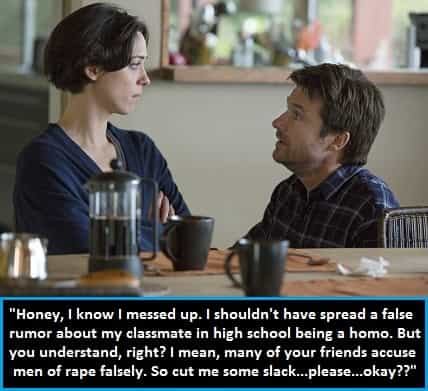 "Honey, I know I messed up. I shouldn't have spread a false
rumor about my classmate in high school being a homo. But
you understand, right? I mean, many of your friends accuse
men of rape falsely. So cut me some slack...please...okay??"